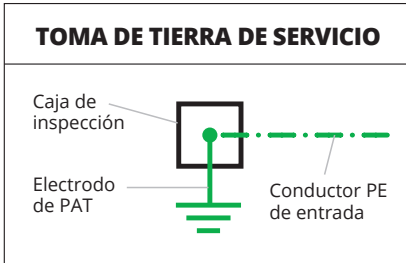 TOMA DE TIERRA DE SERVICIO
Caja de
inspección
Electrodo
de PAT
Conductor PE
de entrada